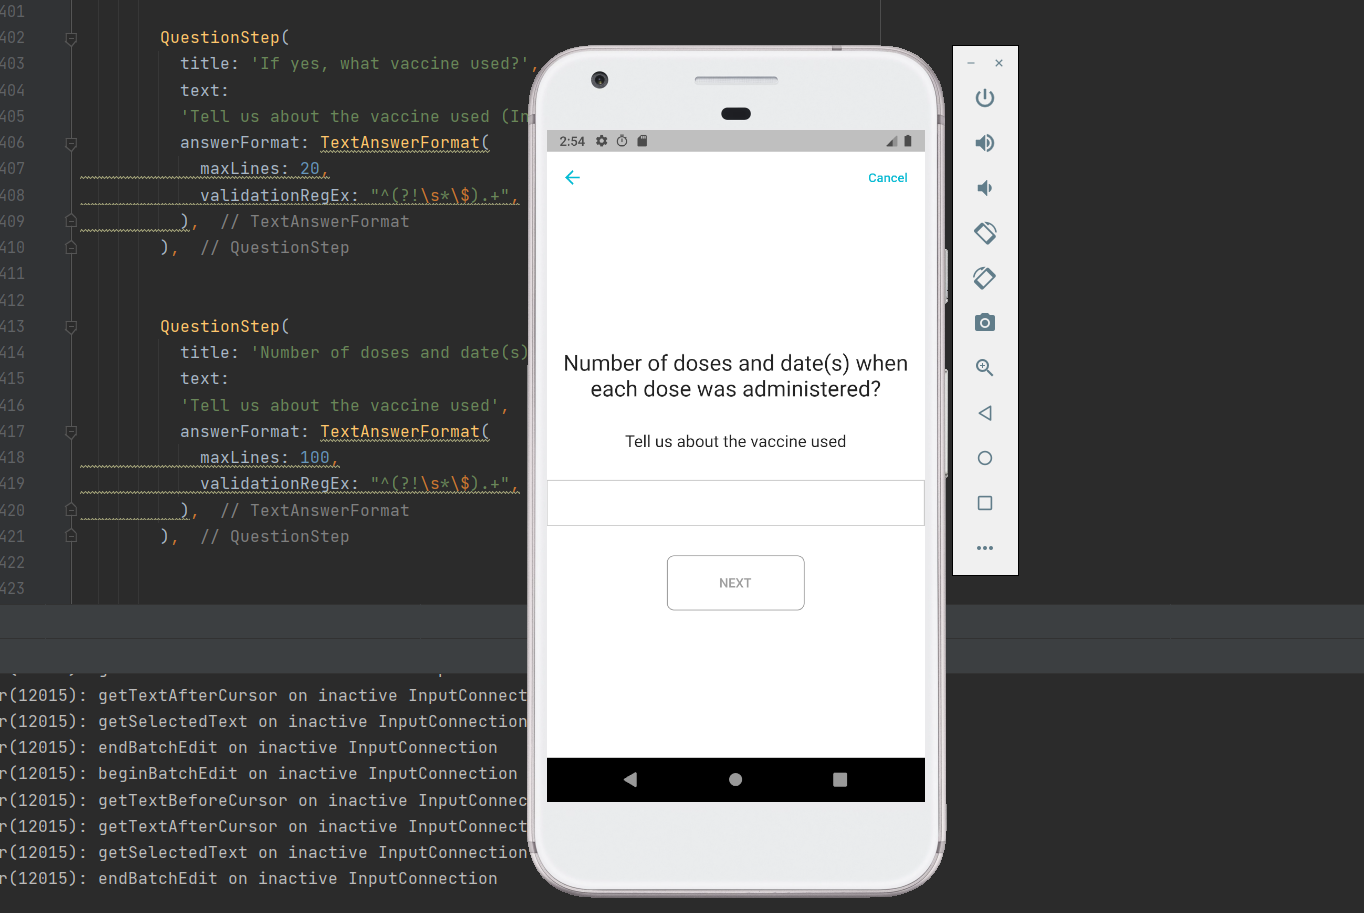 401
402 QuestionStep(
403 title: 'If yes, what vaccine used?',
404 text:
405 'Tell us about the vaccine used (In
406 answerFormat: TextAnswerFormat(
407 maxLines: 20,
408 validationRegEx: "^(?!\s*\$).+",
409 ), // TextAnswerFormat
410 ), // QuestionStep
411
412
413 QuestionStep(
414 title: 'Number of doses and date(s)
415 text:
416 'Tell us about the vaccine used',
417 answerFormat: TextAnswerFormat(
418 maxLines: 100,
419 validationRegEx: "^(?!\s*\$).+",
420 ), // TextAnswerFormat
421 ), // QuestionStep
422
423
r(12015): getTextAfterCursor on inactive InputConnect
r(12015): getSelectedText on inactive InputConnection
r(12015): endBatchEdit on inactive InputConnection
r(12015): beginBatchEdit on inactive InputConnection
r(12015): getTextBeforeCursor on inactive InputConnec
r(12015): getTextAfterCursor on inactive InputConnect
r(12015): getSelectedText on inactive InputConnection
r(12015): endBatchEdit on inactive InputConnection
2:54
Cancel
Number of doses and date(s) when
each dose was administered?
Tell us about the vaccine used
NEXT